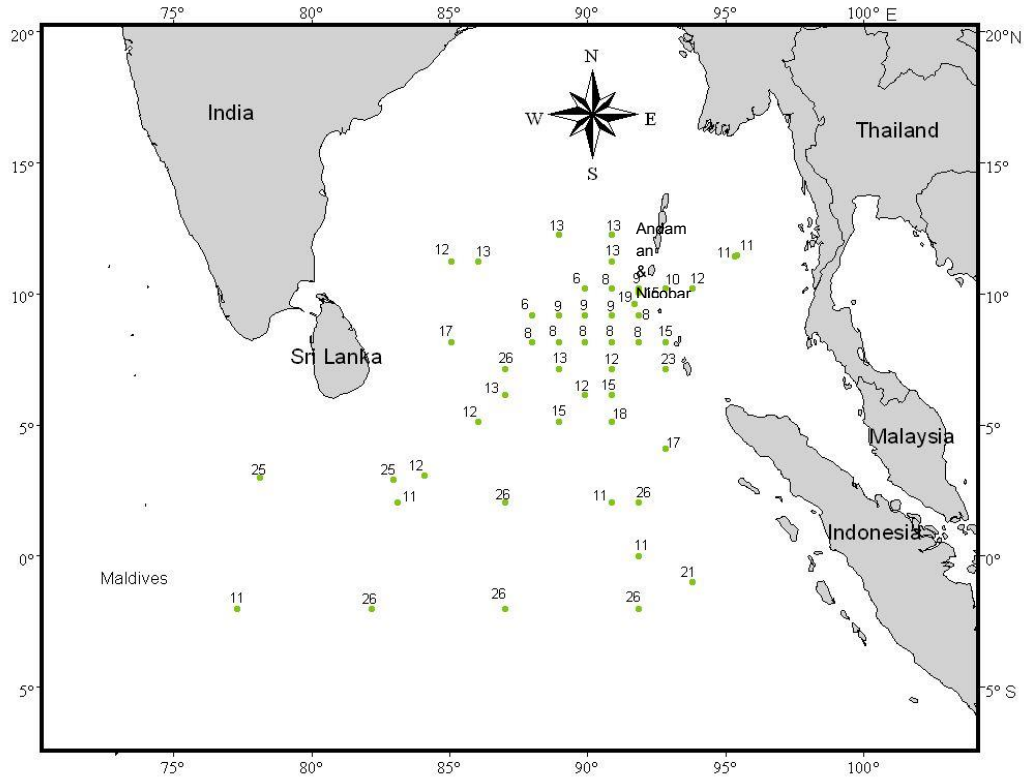 75° 80° 85° 90° 95° 100° E
20° 20°N
N
India
W E
Thailand
S
15° 15°
13 13
Andam
12 13 13 an 11 11
&
6 8 9 10 12
10° Nicobar 10°
19
6 9 9 9 8
17 8 8 8 8 8 15
Sri Lanka
26 13 12 23
13 12 15
12 15 18
5° 5°
Malaysia
17
25 25 12
11 26 11 26
Indonesia
11
0° 0°
21
Maldives
11 26 26 26
5° 5° S
75° 80° 85° 90° 95° 100°